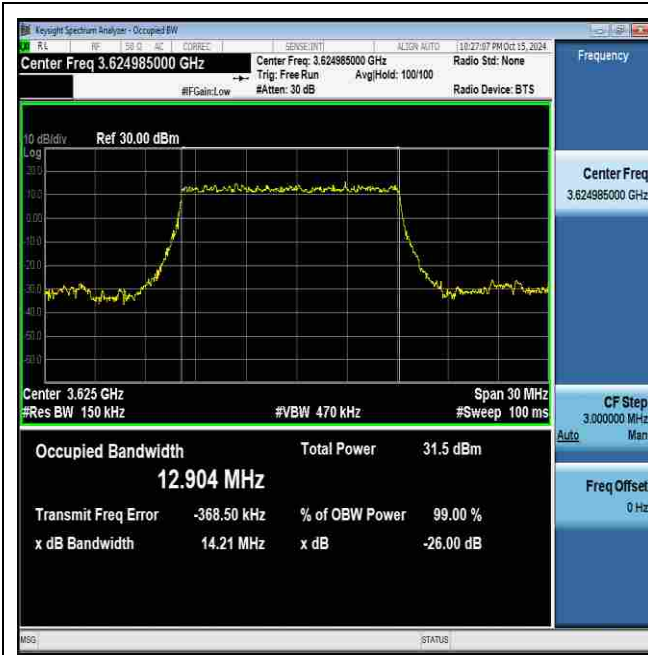 Keysight Spectrum Analyzer - Occupied BW
RL RF 50 Ω AC CORREC SENSE:INT ALIGN AUTO 10:27:07 PM Oct 15, 2024
Center Freq 3.624985000 GHz
Center Freq: 3.624985000 GHz Radio Std: None
Trig: Free Run Avg|Hold: 100/100
#IFGain:Low #Atten: 30 dB Radio Device: BTS
Frequency
10 dB/div Ref 30.00 dBm
Log
20.0
10.0
0.00
-10.0
-20.0
-30.0
-40.0
-50.0
-60.0
Center Freq
3.624985000 GHz
Center 3.625 GHz Span 30 MHz
#Res BW 150 kHz #VBW 470 kHz #Sweep 100 ms
CF Step
3.000000 MHz
Auto Man
Occupied Bandwidth Total Power 31.5 dBm
12.904 MHz
Transmit Freq Error -368.50 kHz % of OBW Power 99.00 %
x dB Bandwidth 14.21 MHz x dB -26.00 dB
Freq Offset
0 Hz
MSG STATUS